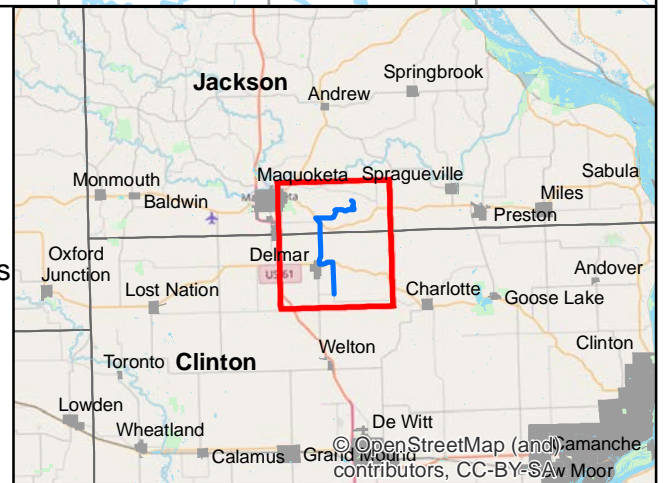 Jackson
Springbrook
Andrew
Monmouth
Baldwin
Maquoketa
Spragueville
Sabula
Miles
Preston
Oxford
Junction
Delmar
US 61
Lost Nation
Charlotte
Goose Lake
Andover
Clinton
Toronto
Clinton
Welton
Lowden
Wheatland
Calamus
Grand Mound
De Witt
Camanche
© OpenStreetMap (and)
contributors, CC-BY-SA
w Moor
s